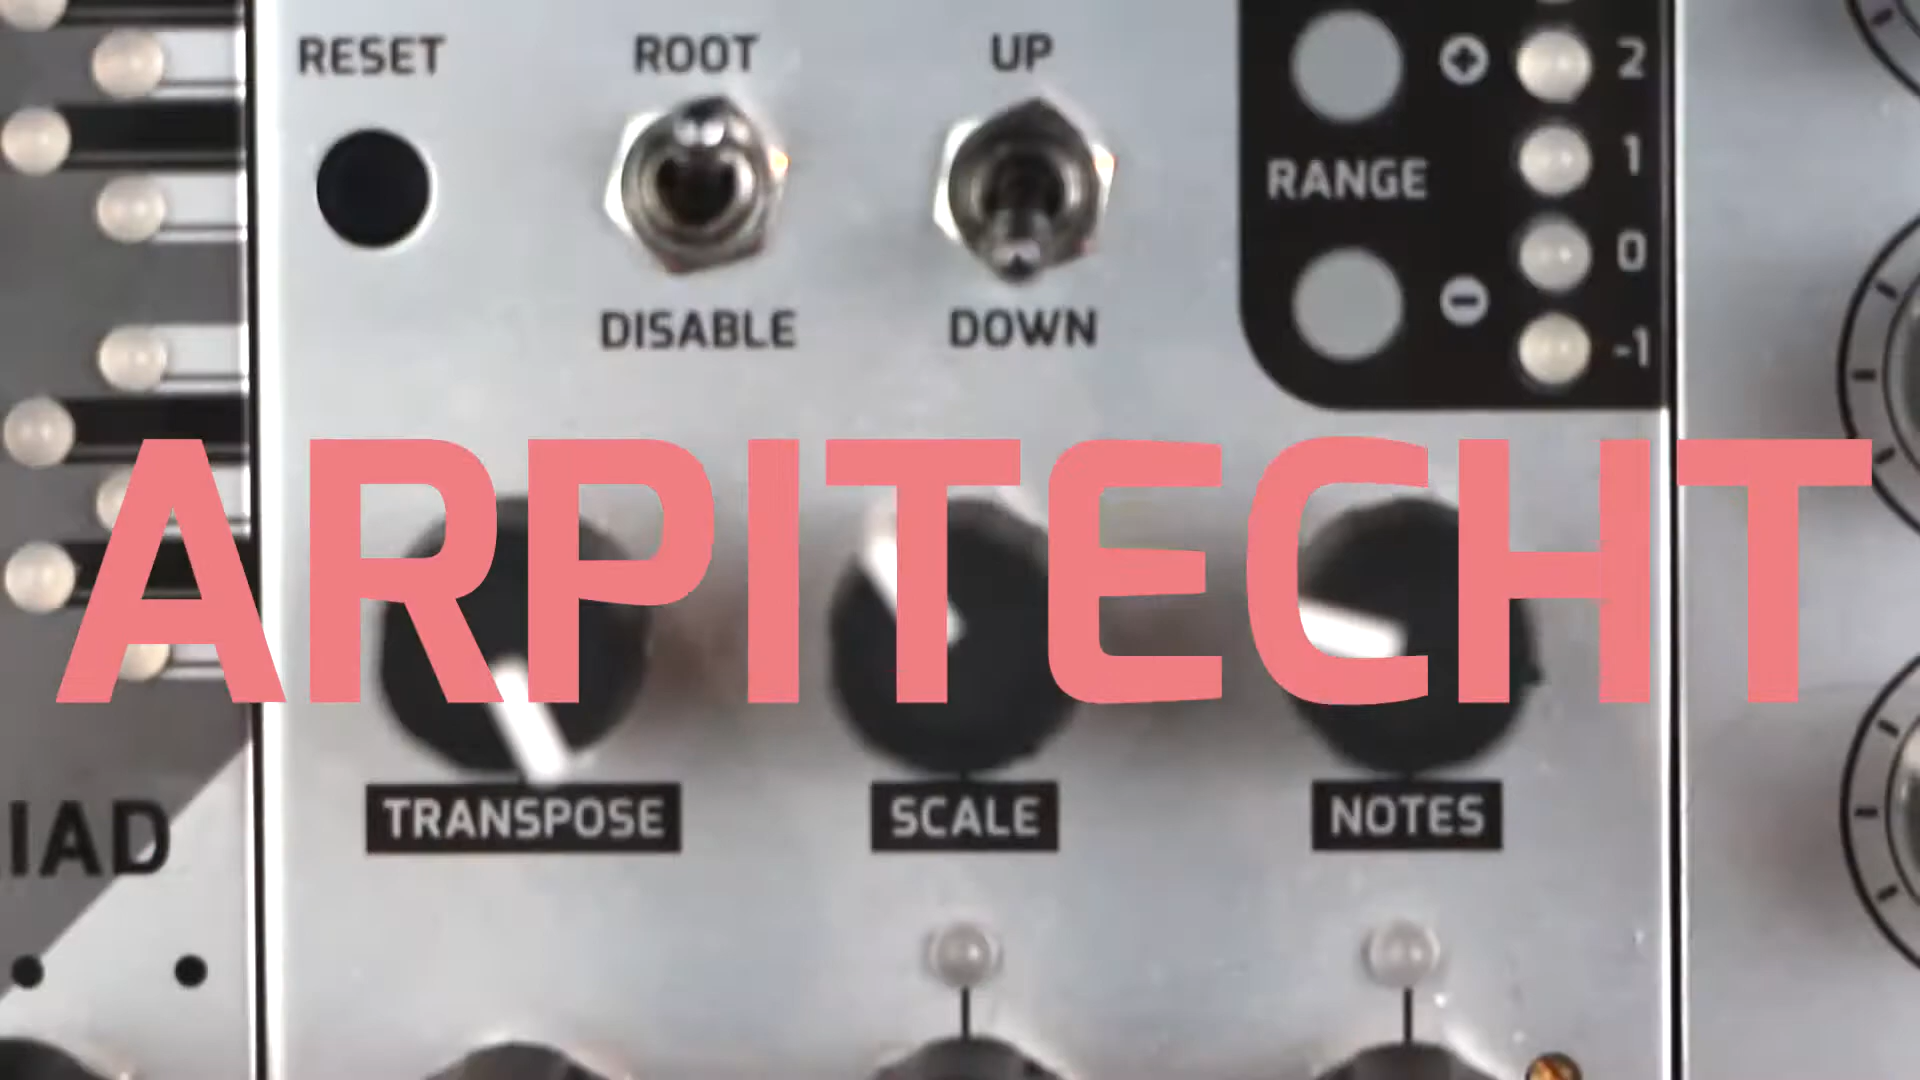 RESET ROOT UP
2
1
RANGE
0
DISABLE DOWN
-1
ARPITECHT
TRANSPOSE SCALE NOTES
IAD